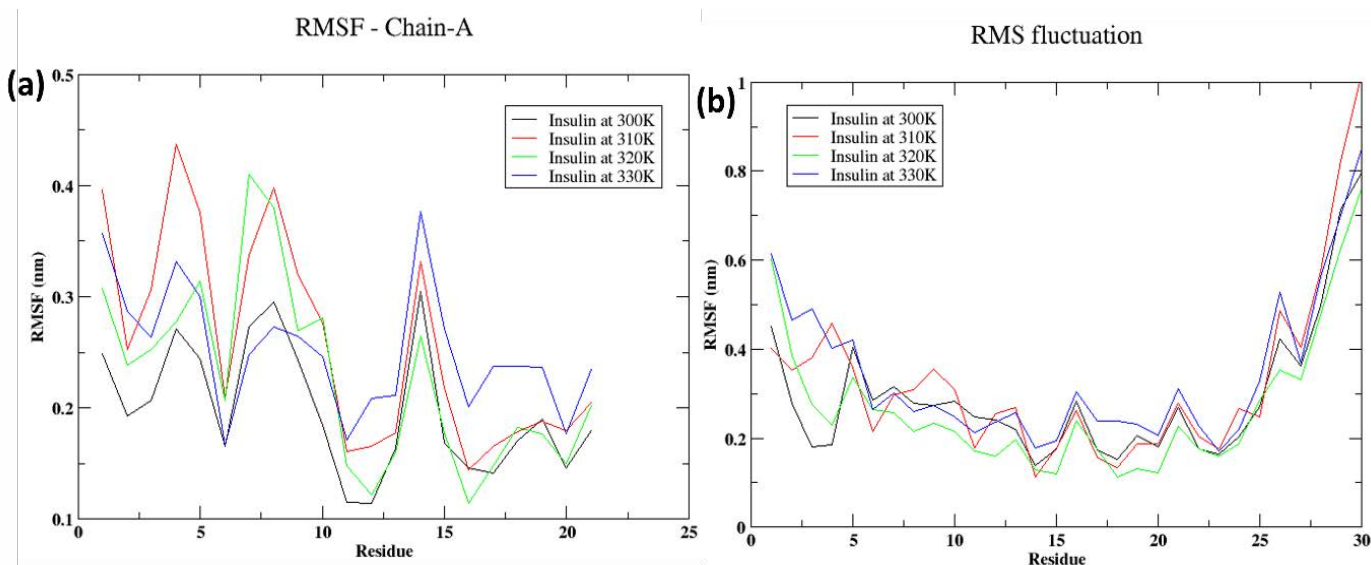 RMSF - Chain-A
(a)
0.5
0.4
0.3
0.2
0.1
RMSF (nm)
Insulin at 300K
Insulin at 310K
Insulin at 320K
Insulin at 330K
0
5
10
15
20
25
Residue
RMS fluctuation
(b)
1
0.8
0.6
0.4
0.2
0
RMSF (nm)
Insulin at 300K
Insulin at 310K
Insulin at 320K
Insulin at 330K
0
5
10
15
20
25
30
Residue